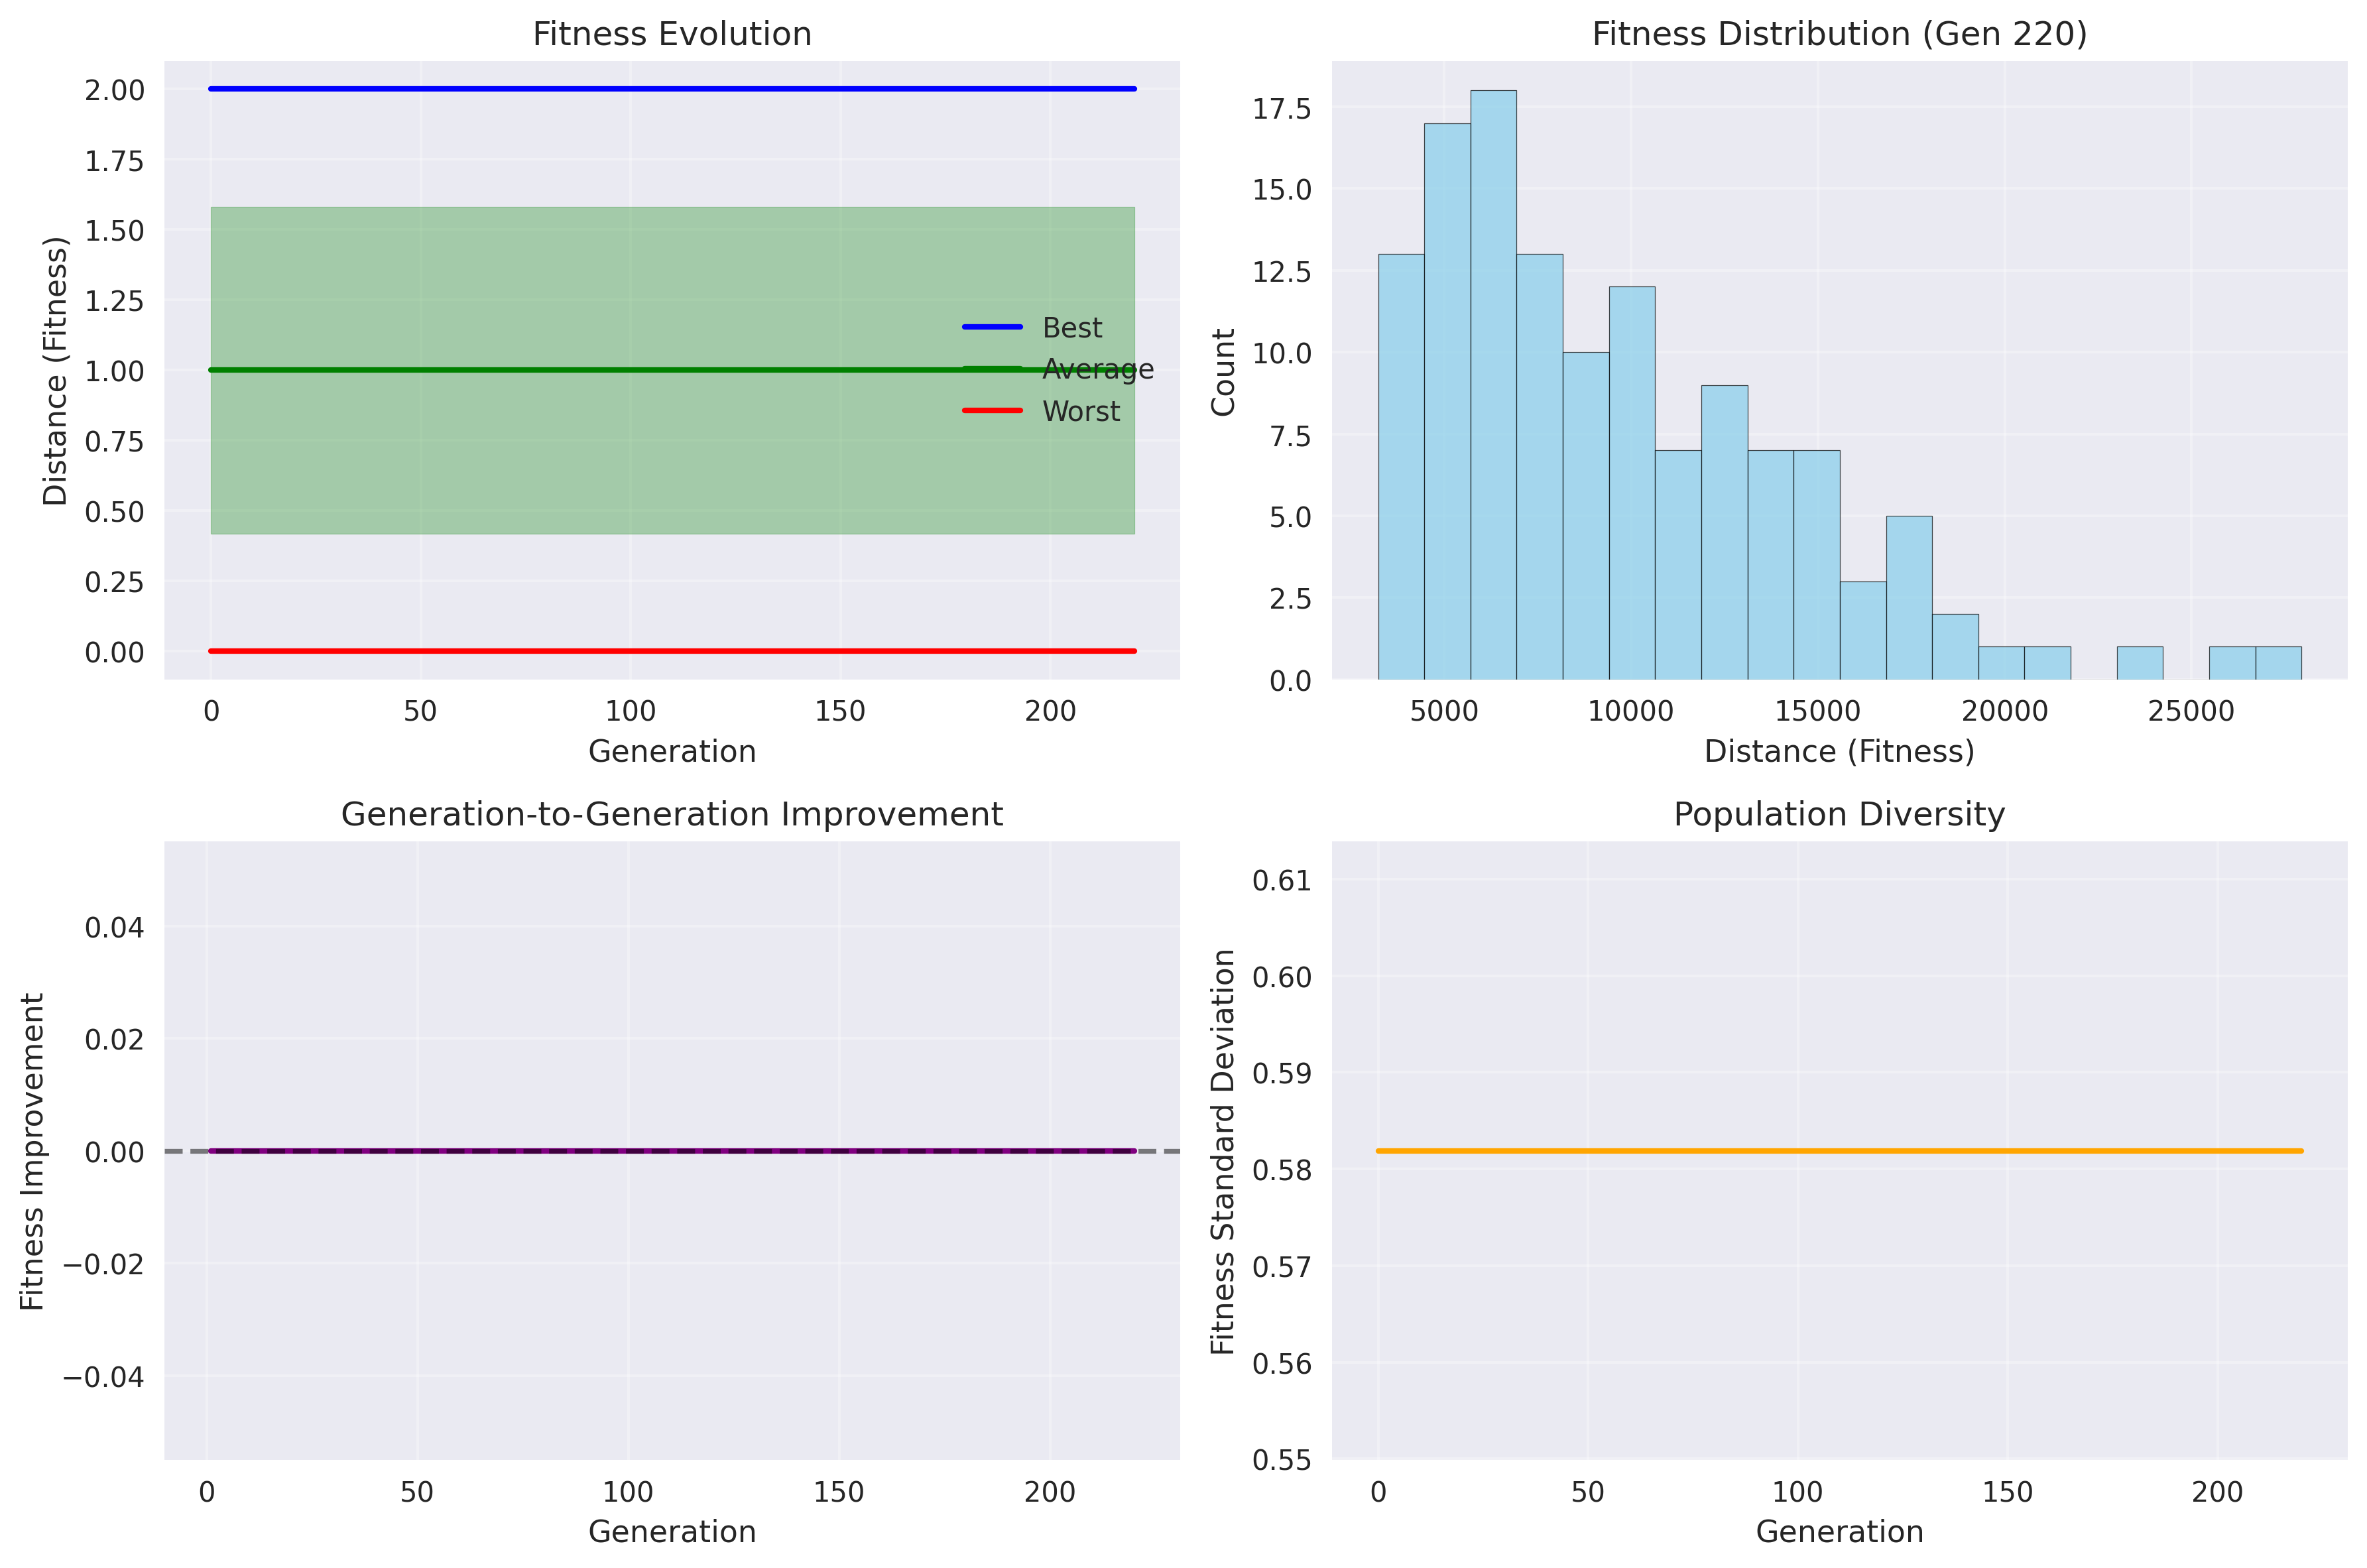 Fitness Evolution
Distance (Fitness)
2.00
1.75
1.50
1.25
1.00
0.75
0.50
0.25
0.00
Best
Average
Worst
0 50 100 150 200
Generation
Fitness Distribution (Gen 220)
Count
17.5
15.0
12.5
10.0
7.5
5.0
2.5
0.0
5000 10000 15000 20000 25000
Distance (Fitness)
Generation-to-Generation Improvement
Fitness Improvement
0.04
0.02
0.00
−0.02
−0.04
0 50 100 150 200
Generation
Population Diversity
Fitness Standard Deviation
0.61
0.60
0.59
0.58
0.57
0.56
0.55
0 50 100 150 200
Generation